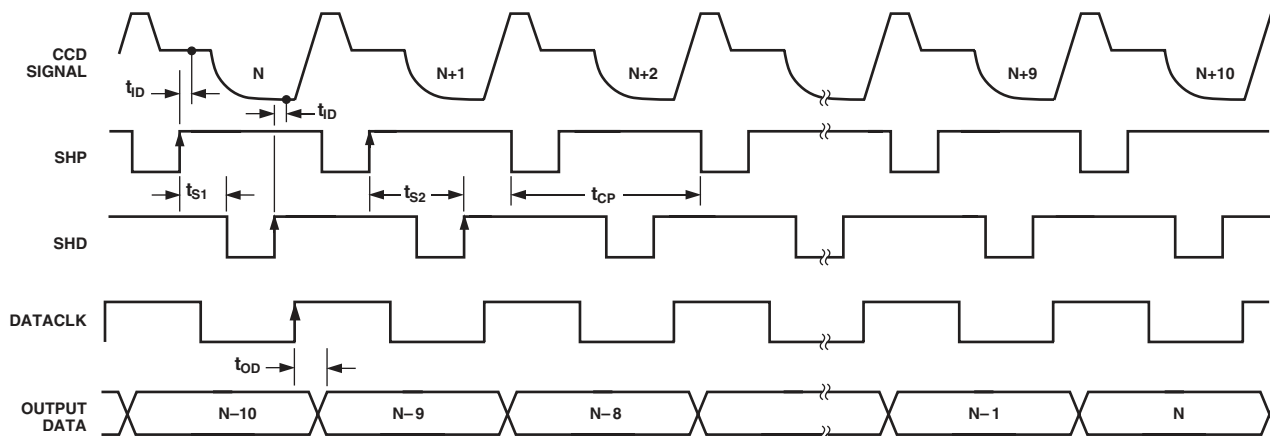 CCD
SIGNAL
N
N+1
N+2
N+9
N+10
tID
tID
SHP
tS1
tS2
tCP
SHD
DATACLK
tOD
OUTPUT
DATA
N–10
N–9
N–8
N–1
N